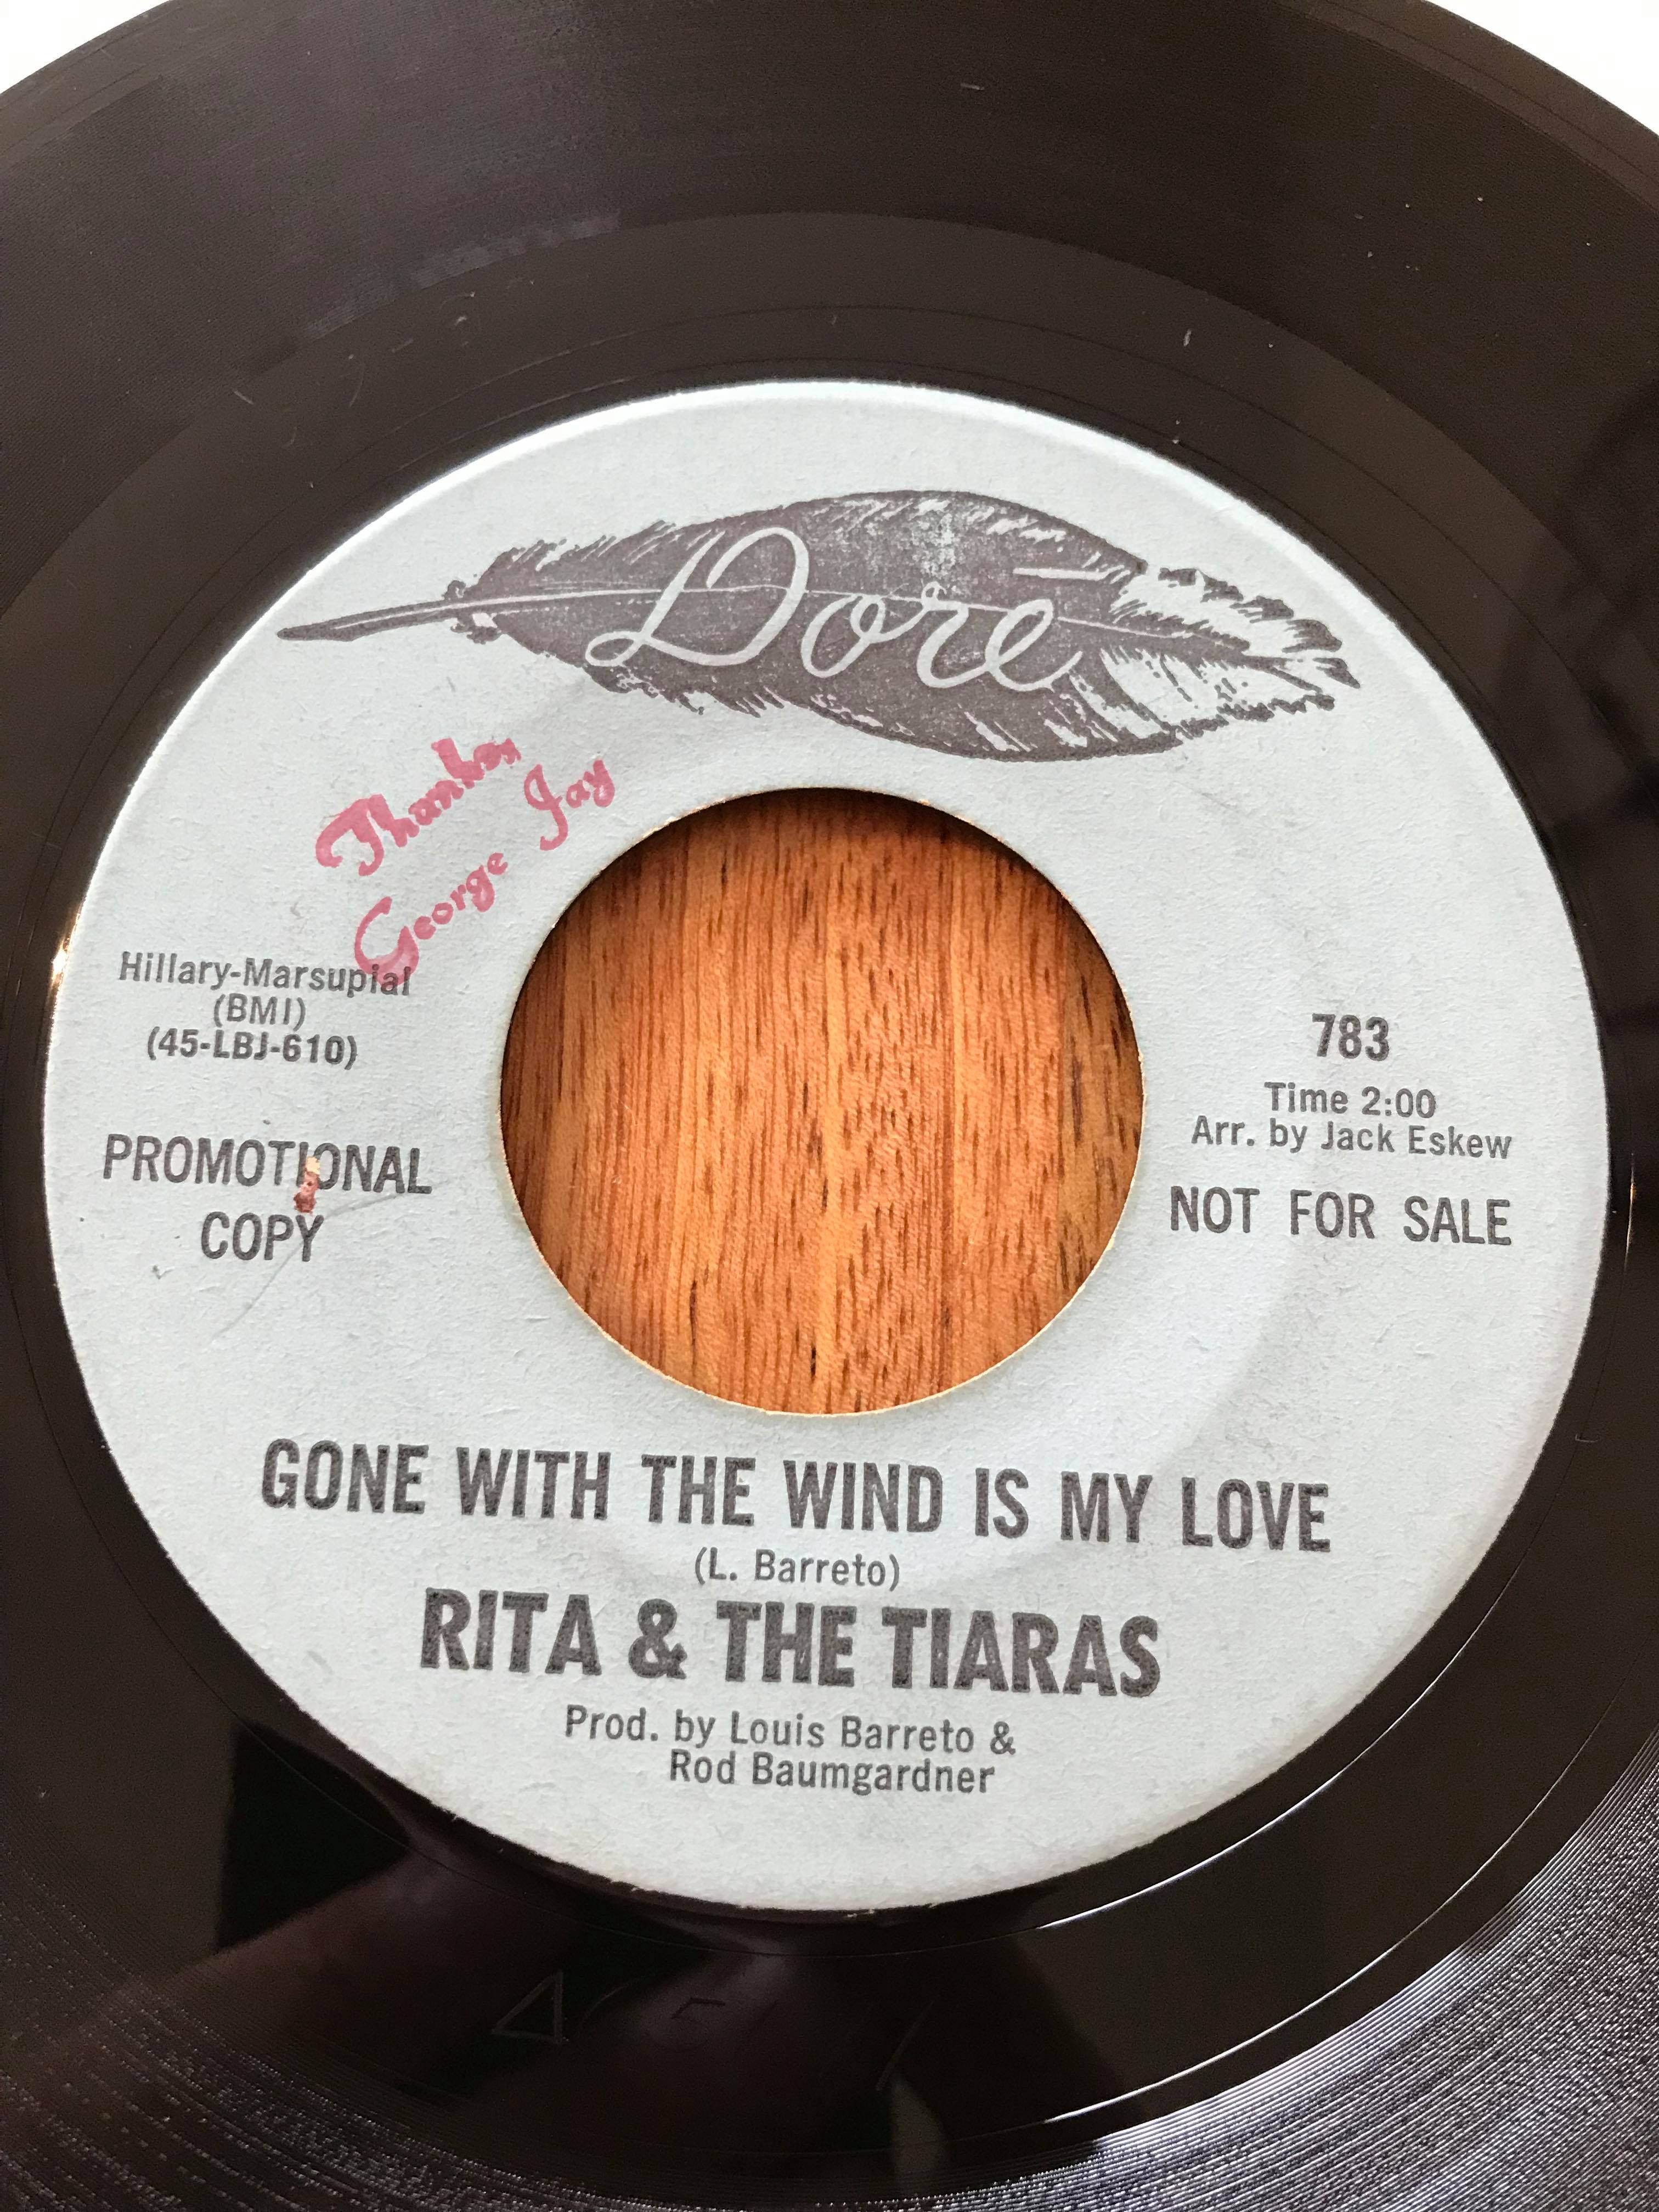 Doré
Thanks,
George Jay
Hillary-Marsupial
(BMI)
(45-LBJ-610)
PROMOTIONAL
COPY
783
Time 2:00
Arr. by Jack Eskew
NOT FOR SALE
GONE WITH THE WIND IS MY LOVE
(L. Barreto)
RITA & THE TIARAS
Prod. by Louis Barreto &
Rod Baumgardner